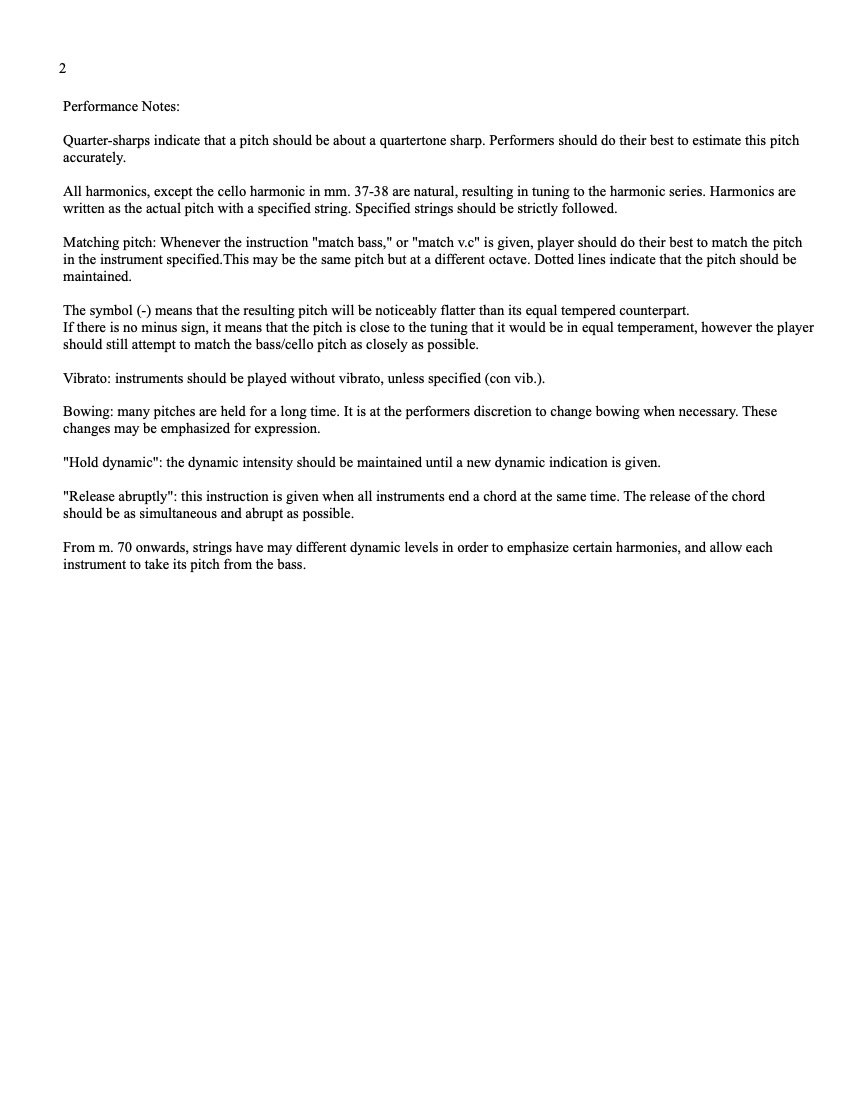 2
Performance Notes:
Quarter-sharps indicate that a pitch should be about a quartertone sharp. Performers should do their best to estimate this pitch
accurately.
All harmonics, except the cello harmonic in mm. 37-38 are natural, resulting in tuning to the harmonic series. Harmonics are
written as the actual pitch with a specified string. Specified strings should be strictly followed.
Matching pitch: Whenever the instruction "match bass," or "match v.c" is given, player should do their best to match the pitch
in the instrument specified.This may be the same pitch but at a different octave. Dotted lines indicate that the pitch should be
maintained.
The symbol (-) means that the resulting pitch will be noticeably flatter than its equal tempered counterpart.
If there is no minus sign, it means that the pitch is close to the tuning that it would be in equal temperament, however the player
should still attempt to match the bass/cello pitch as closely as possible.
Vibrato: instruments should be played without vibrato, unless specified (con vib.).
Bowing: many pitches are held for a long time. It is at the performers discretion to change bowing when necessary. These
changes may be emphasized for expression.
"Hold dynamic": the dynamic intensity should be maintained until a new dynamic indication is given.
"Release abruptly": this instruction is given when all instruments end a chord at the same time. The release of the chord
should be as simultaneous and abrupt as possible.
From m. 70 onwards, strings have may different dynamic levels in order to emphasize certain harmonies, and allow each
instrument to take its pitch from the bass.